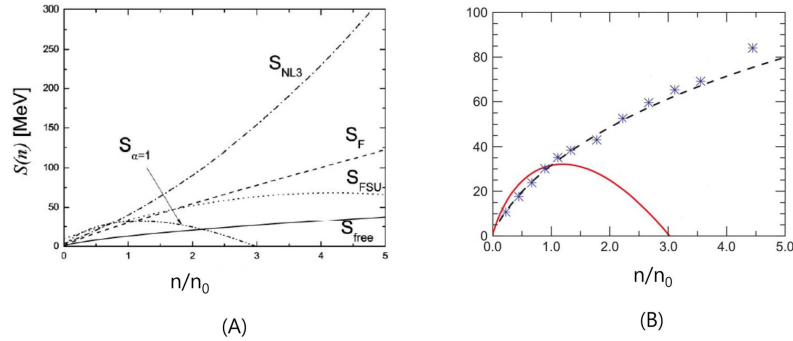 300
250
200
150
100
50
0
S(n) [MeV]
S_NL3
S_α=1
S_F
S_FSU
S_free
0 1 2 3 4 5
n/n₀
(A)
100
80
60
40
20
0
0.0 1.0 2.0 3.0 4.0 5.0
n/n₀
(B)